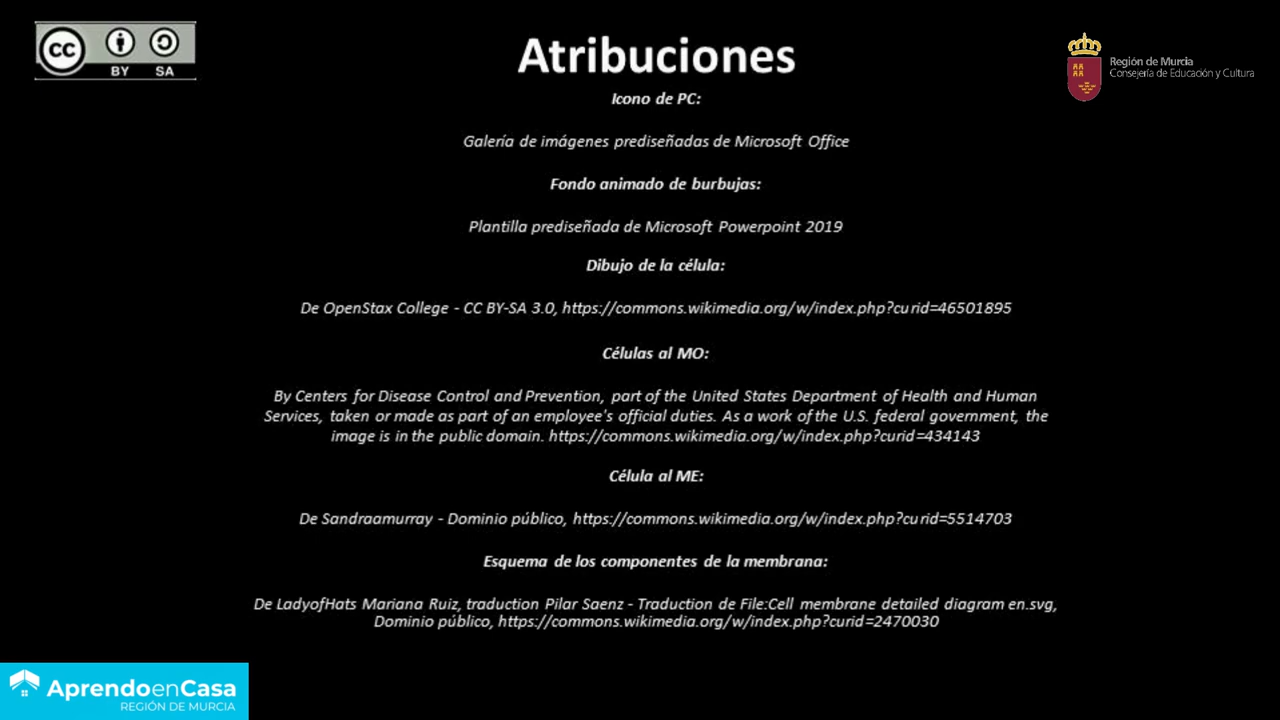 CC BY SA
Atribuciones
Región de Murcia
Consejería de Educación y Cultura
Icono de PC:
Galería de imágenes prediseñadas de Microsoft Office
Fondo animado de burbujas:
Plantilla prediseñada de Microsoft Powerpoint 2019
Dibujo de la célula:
De OpenStax College - CC BY-SA 3.0, https://commons.wikimedia.org/w/index.php?curid=46501895
Células al MO:
By Centers for Disease Control and Prevention, part of the United States Department of Health and Human
Services, taken or made as part of an employee's official duties. As a work of the U.S. federal government, the
image is in the public domain. https://commons.wikimedia.org/w/index.php?curid=434143
Célula al ME:
De Sandraamurray - Dominio público, https://commons.wikimedia.org/w/index.php?curid=5514703
Esquema de los componentes de la membrana:
De LadyofHats Mariana Ruiz, traduction Pilar Saenz - Traduction de File:Cell membrane detailed diagram en.svg,
Dominio público, https://commons.wikimedia.org/w/index.php?curid=2470030
AprendoenCasa
REGIÓN DE MURCIA